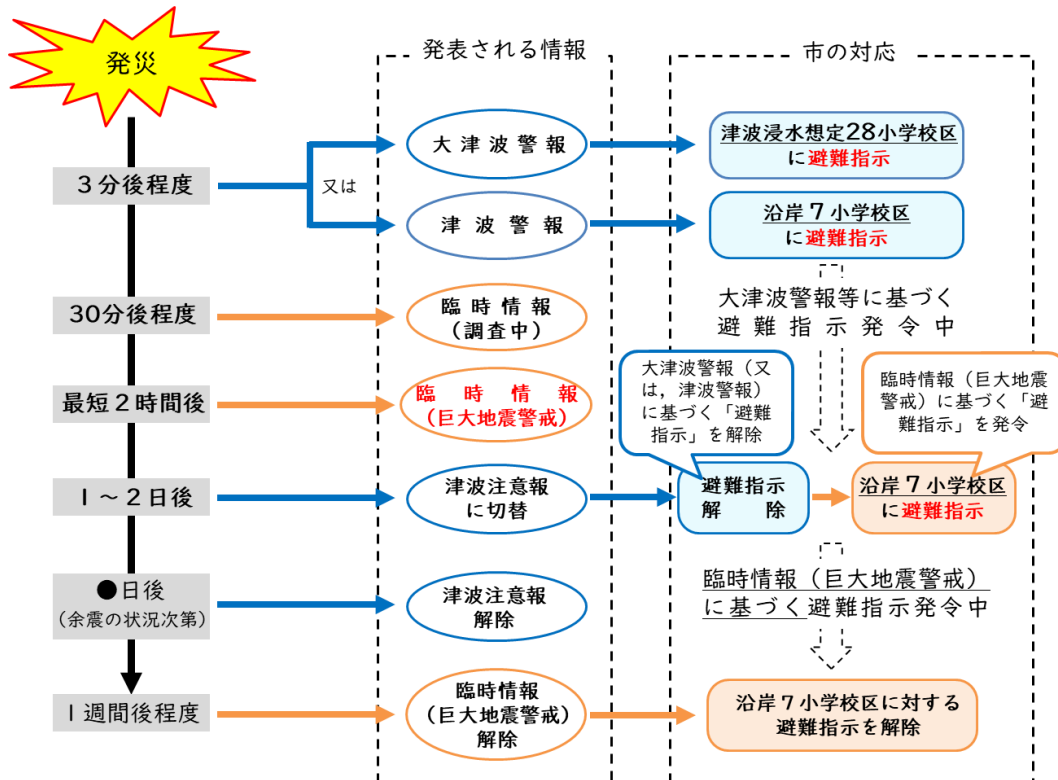 発災
発表される情報
市の対応
3分後程度
又は
大津波警報
津波浸水想定28小学校区
に避難指示
津波警報
沿岸7小学校区
に避難指示
30分後程度
臨時情報
（調査中）
大津波警報等に基づく
避難指示発令中
最短2時間後
臨時情報
（巨大地震警戒）
大津波警報（又
は，津波警報）
に基づく「避難
指示」を解除
臨時情報（巨大地震
警戒）に基づく「避
難指示」を発令
1～2日後
津波注意報
に切替
避難指示
解除
沿岸7小学校区
に避難指示
●日後
（余震の状況次第）
津波注意報
解除
臨時情報（巨大地震警戒）
に基づく避難指示発令中
1週間後程度
臨時情報
（巨大地震警戒）
解除
沿岸7小学校区に対する
避難指示を解除